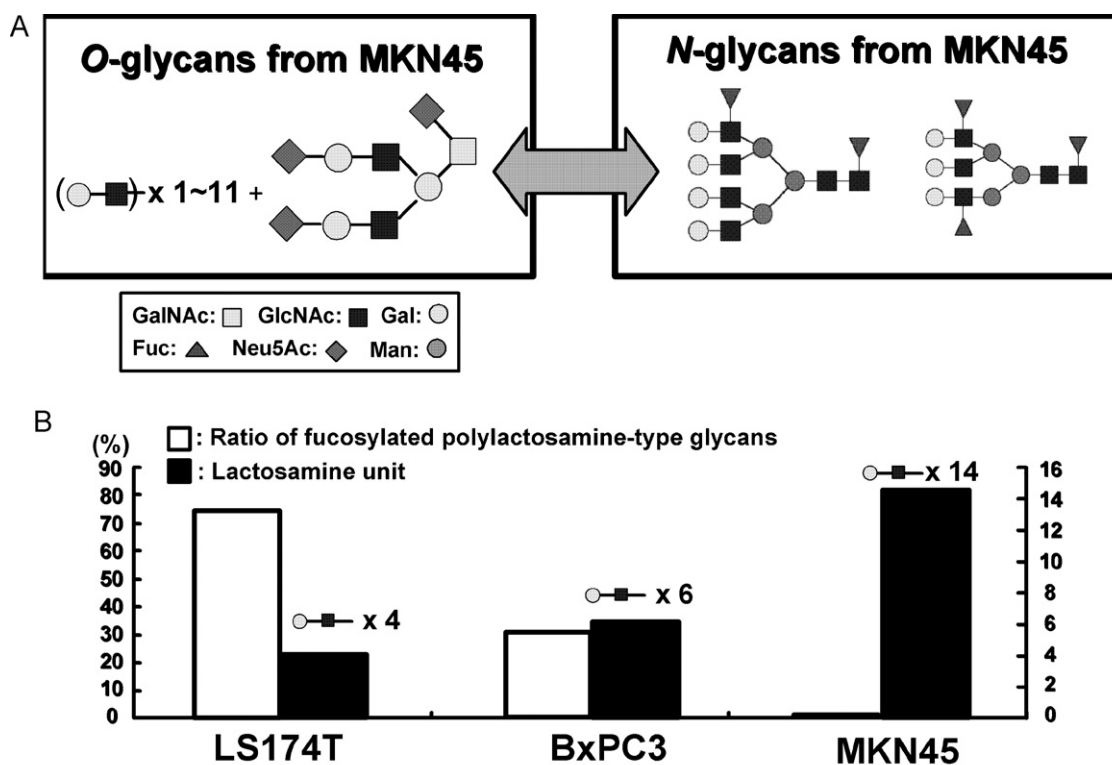 A
O-glycans from MKN45
( ) x 1~11 +
N-glycans from MKN45
GalNAc: GlcNAc: Gal:
Fuc: Neu5Ac: Man:
B
(%)
: Ratio of fucosylated polylactosamine-type glycans
: Lactosamine unit
90
80
70
60
50
40
30
20
10
0
x 4
x 6
x 14
16
14
12
10
8
6
4
2
0
LS174T BxPC3 MKN45